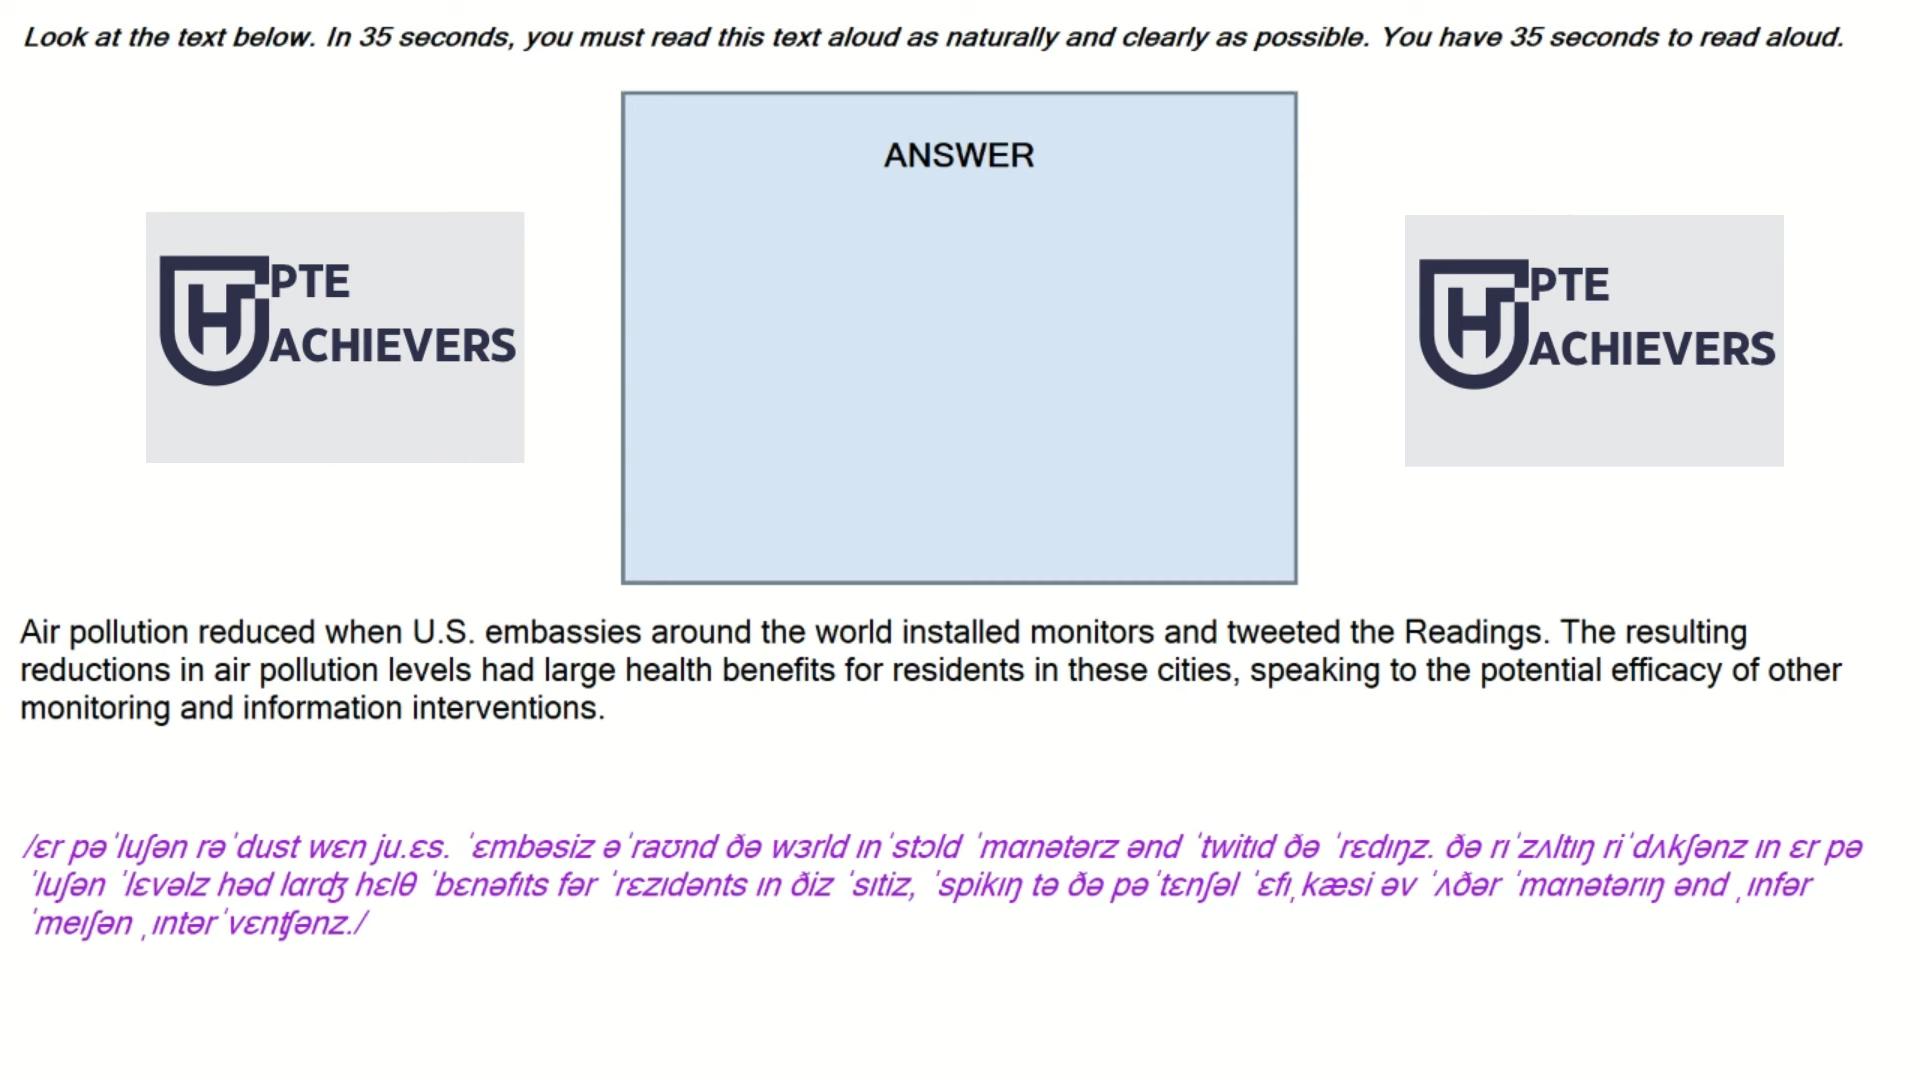 Look at the text below. In 35 seconds, you must read this text aloud as naturally and clearly as possible. You have 35 seconds to read aloud.
ANSWER
PTE
ACHIEVERS
PTE
ACHIEVERS
Air pollution reduced when U.S. embassies around the world installed monitors and tweeted the Readings. The resulting
reductions in air pollution levels had large health benefits for residents in these cities, speaking to the potential efficacy of other
monitoring and information interventions.
/ɛr pəˈluʃən rəˈdust wɛn ju.ɛs. ˈɛmbəsiz əˈraʊnd ðə wɜrld ɪnˈstɔld ˈmɑnətərz ənd ˈtwitɪd ðə ˈrɛdɪŋz. ðə rɪˈzʌltɪŋ riˈdʌkʃənz ɪn ɛr pə
ˈluʃən ˈlɛvəlz həd lɑrʤ hɛlθ ˈbɛnəfɪts fər ˈrɛzɪdənts ɪn ðiz ˈsɪtiz, ˈspikɪŋ tə ðə pəˈtɛnʃəl ˈɛfɪˌkæsi əv ˈʌðər ˈmɑnətərɪŋ ənd ˌɪnfər
ˈmeɪʃən ˌɪntərˈvɛnʧənz./